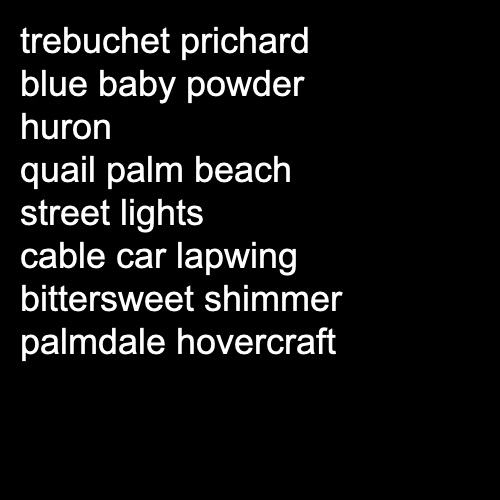 trebuchet prichard
blue baby powder
huron
quail palm beach
street lights
cable car lapwing
bittersweet shimmer
palmdale hovercraft